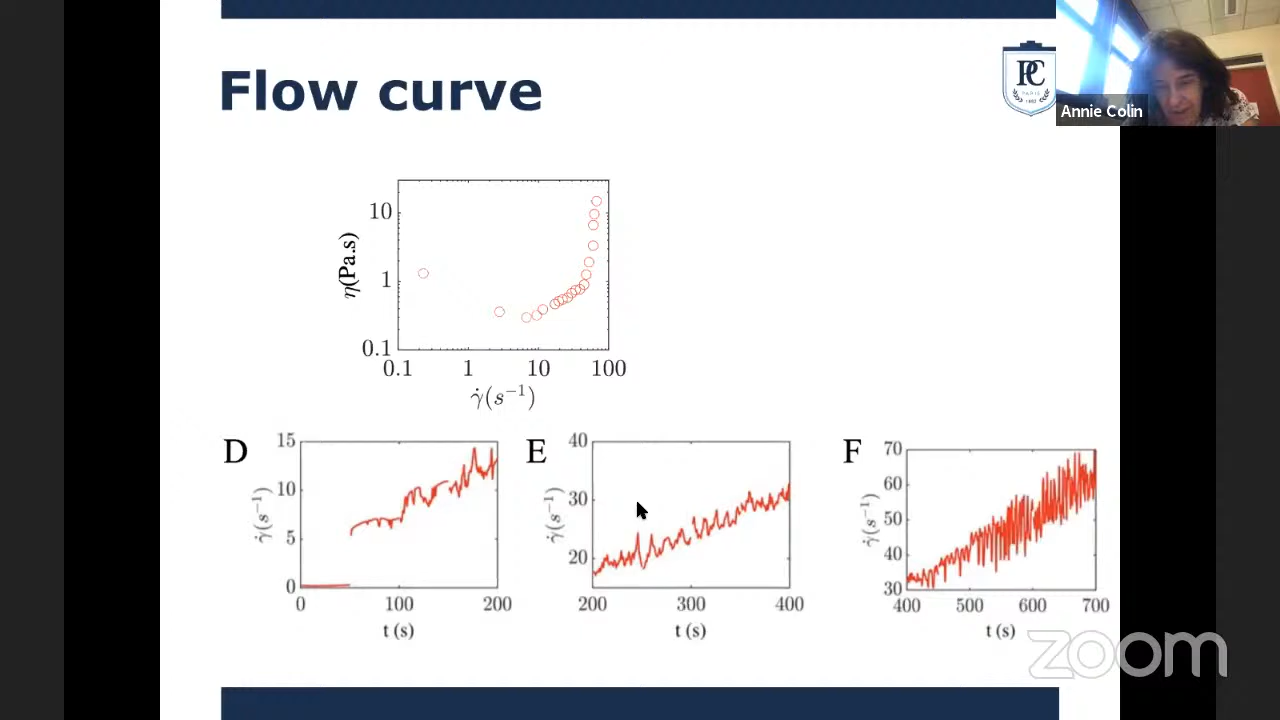 Flow curve
PC
PARIS
1882
Annie Colin
η(Pa.s)
10
1
0.1
0.1 1 10 100
γ̇(s⁻¹)
D
γ̇(s⁻¹)
15
10
5
0
0 100 200
t (s)
E
γ̇(s⁻¹)
40
30
20
200 300 400
t (s)
F
γ̇(s⁻¹)
70
60
50
40
30
400 500 600 700
t (s)
zoom